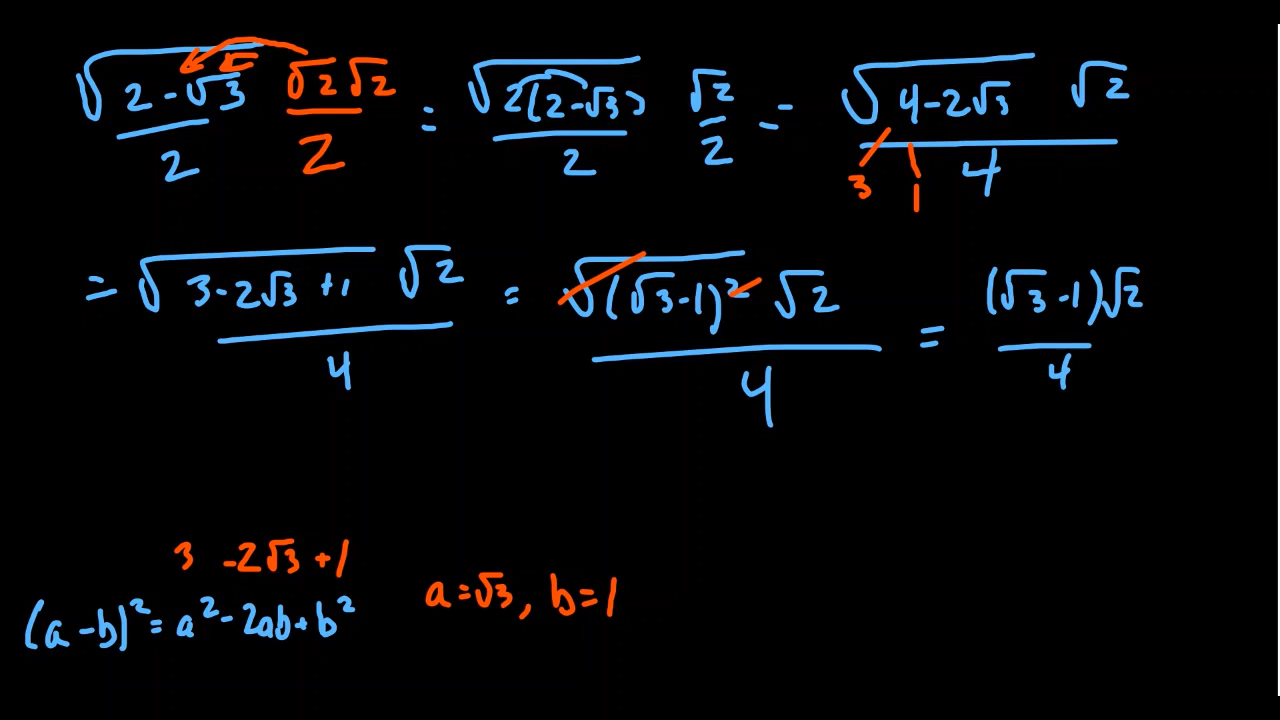 √(2-√3)/2 · √2√2/2 = √(2(2-√3))/2 · √2/2 = √(4-2√3) √2/4
3 1
= √(3-2√3+1) √2/4 = √((√3-1)²) √2/4 = (√3-1)√2/4
3 -2√3+1
(a-b)²=a²-2ab+b² a=√3, b=1